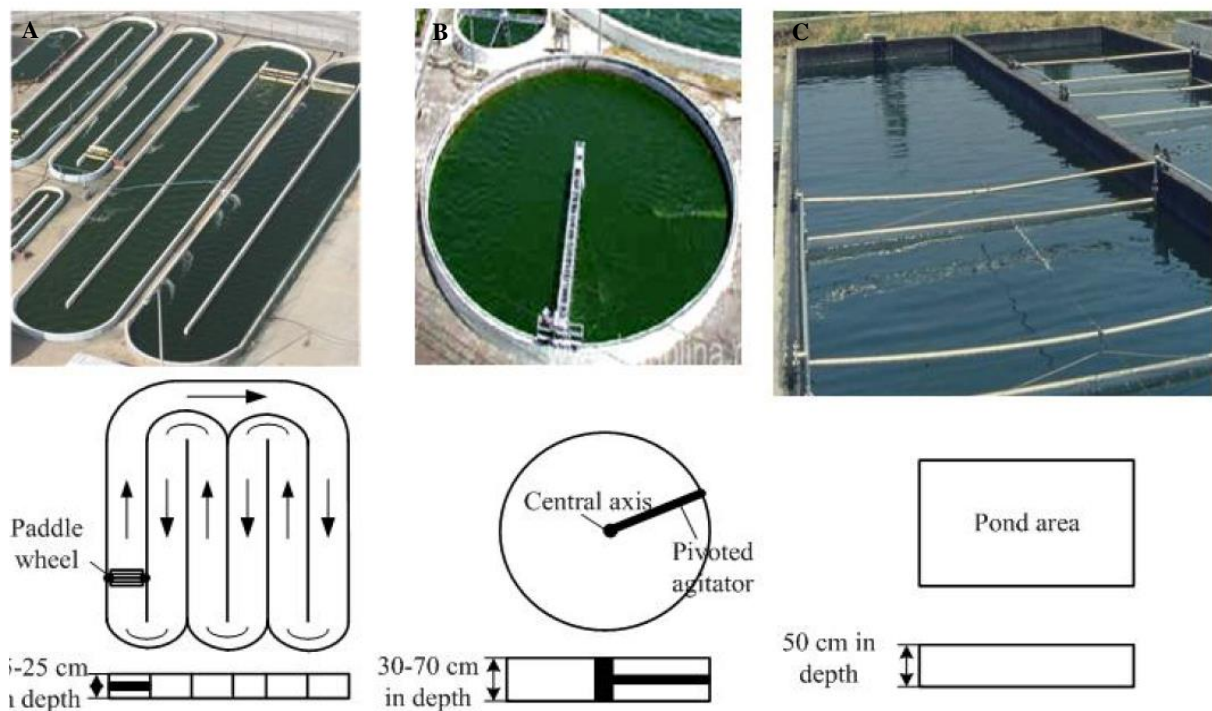 A
B
C
Paddle
wheel
5-25 cm
n depth
Central axis
Pivoted
agitator
30-70 cm
in depth
Pond area
50 cm in
depth